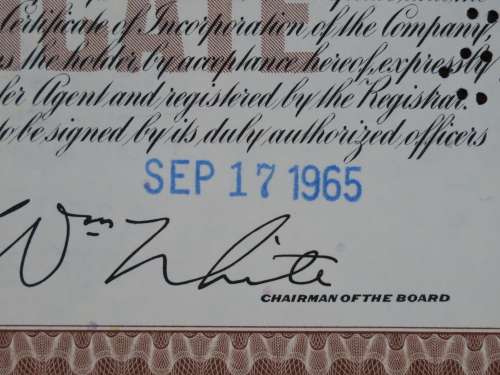 Certificate of Incorporation of the Company,
the holder, by acceptance hereof, expressly
Agent and registered by the Registrar.
to be signed by its duly authorized officers
SEP 17 1965
Wm White
CHAIRMAN OF THE BOARD